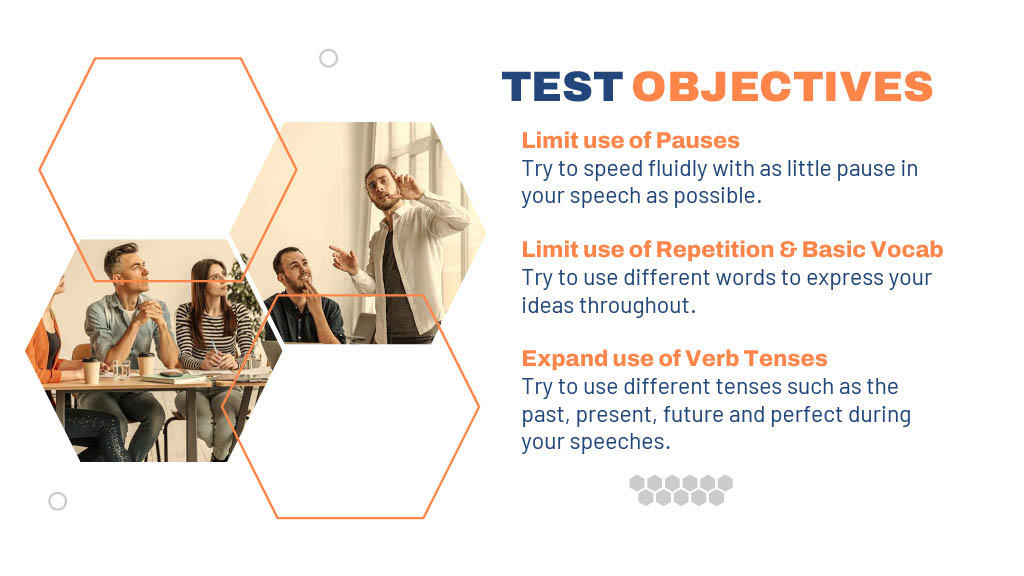 TEST OBJECTIVES
Limit use of Pauses
Try to speed fluidly with as little pause in
your speech as possible.
Limit use of Repetition & Basic Vocab
Try to use different words to express your
ideas throughout.
Expand use of Verb Tenses
Try to use different tenses such as the
past, present, future and perfect during
your speeches.